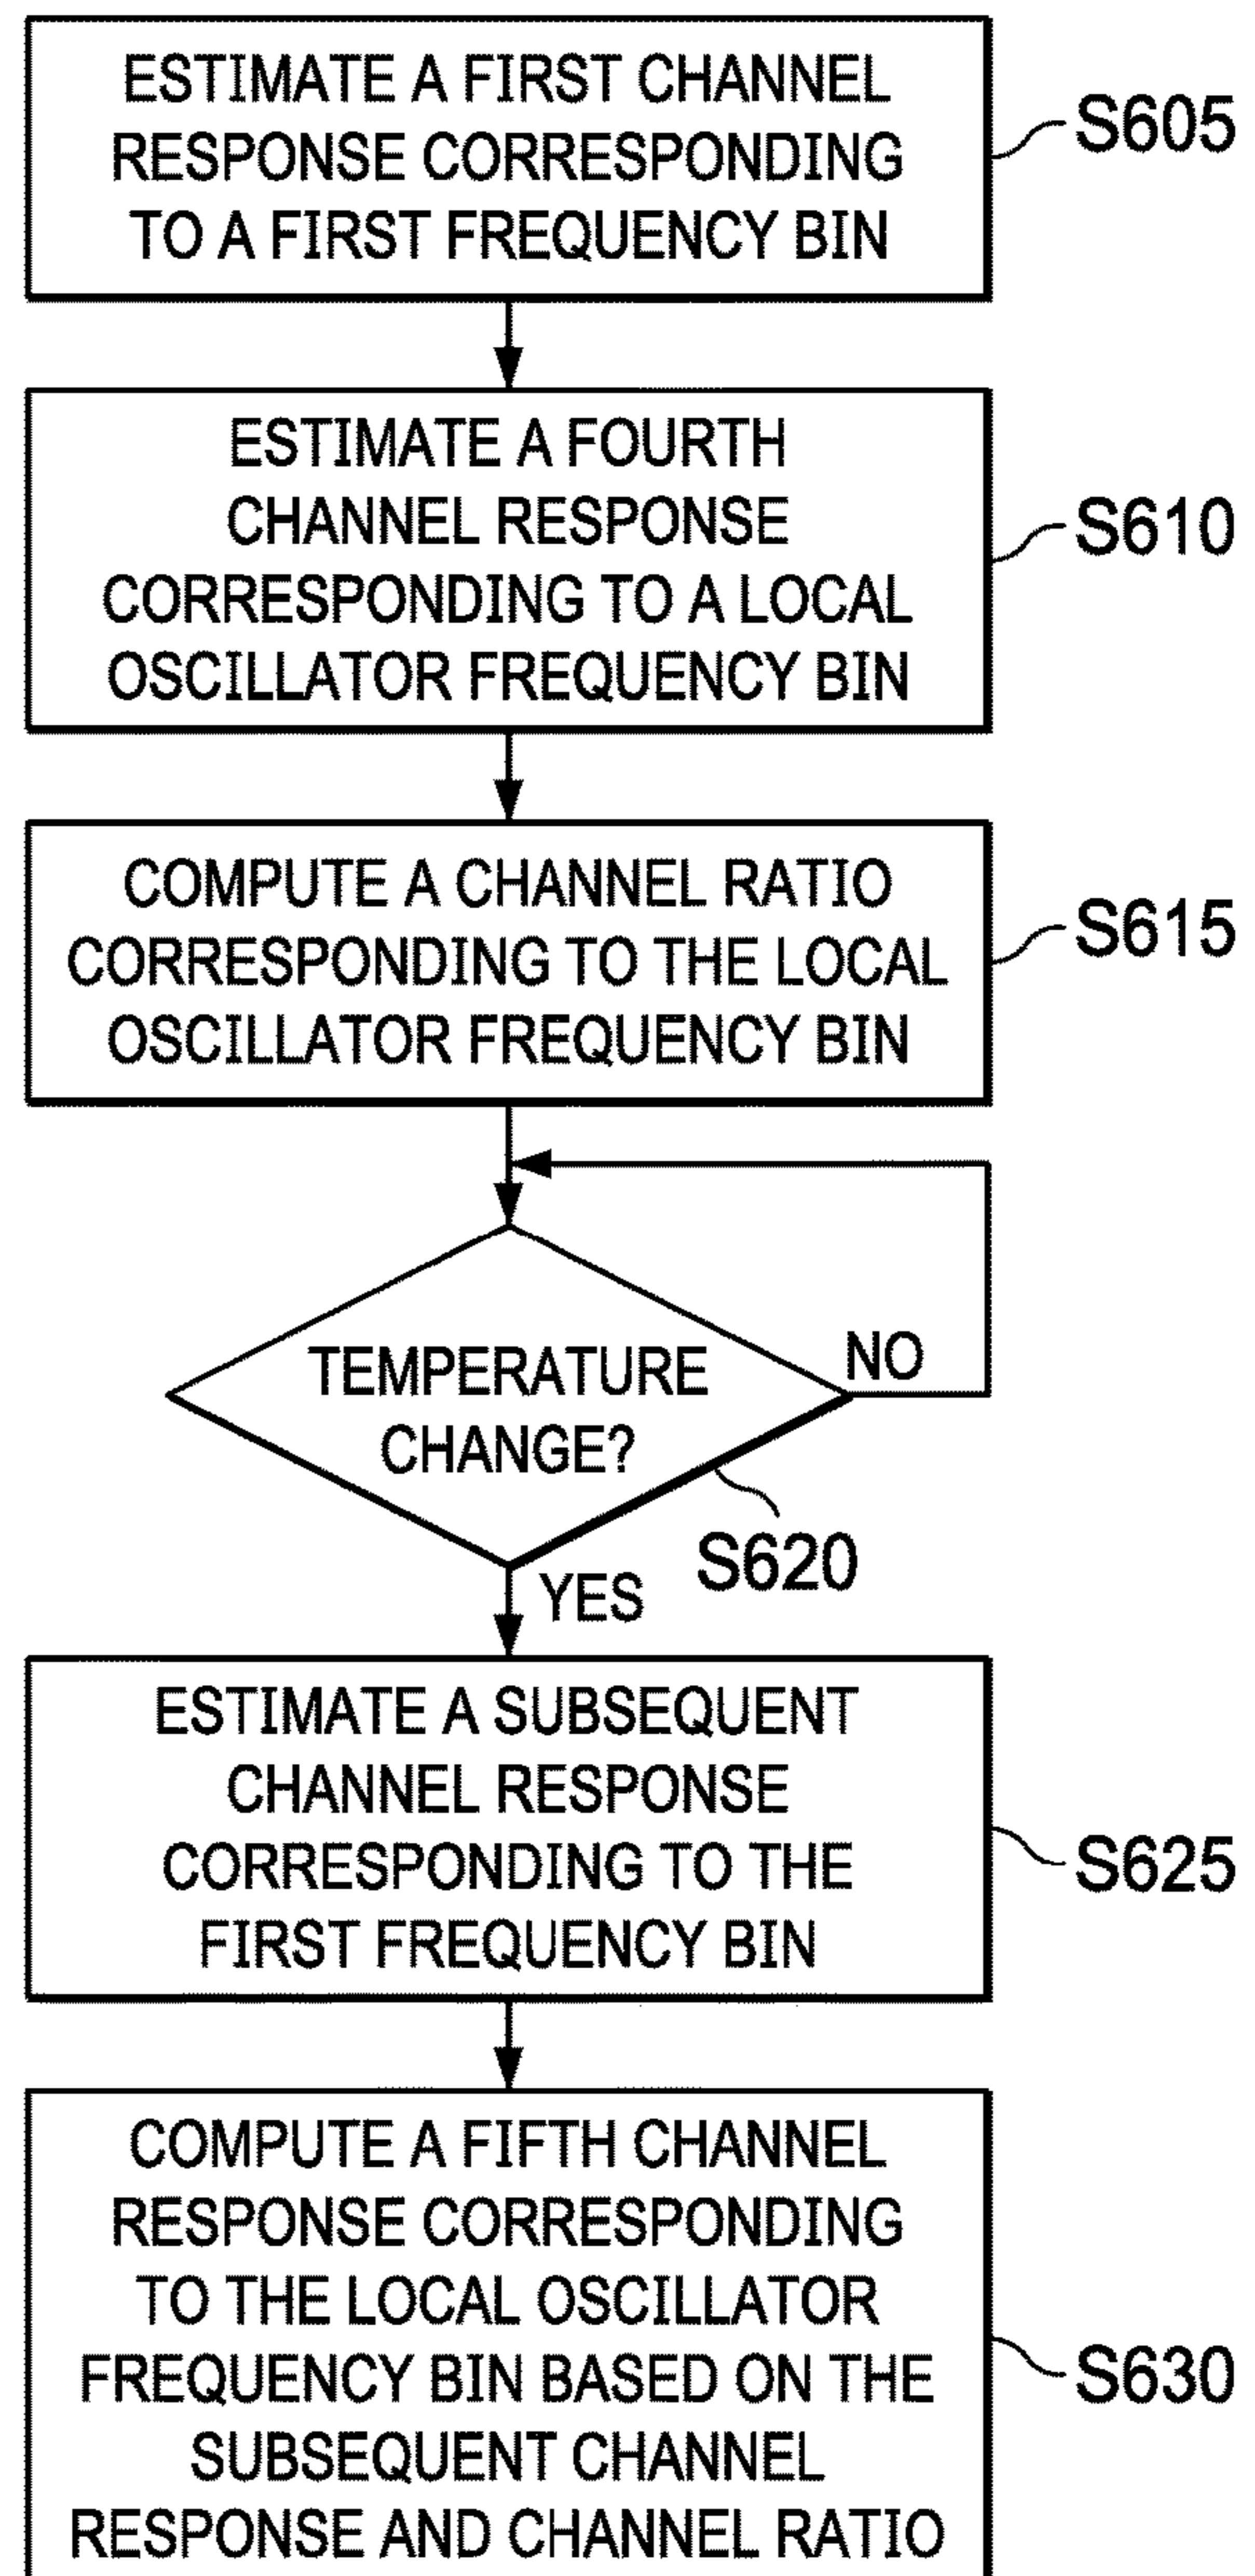 ESTIMATE A FIRST CHANNEL
RESPONSE CORRESPONDING
TO A FIRST FREQUENCY BIN
S605
ESTIMATE A FOURTH
CHANNEL RESPONSE
CORRESPONDING TO A LOCAL
OSCILLATOR FREQUENCY BIN
S610
COMPUTE A CHANNEL RATIO
CORRESPONDING TO THE LOCAL
OSCILLATOR FREQUENCY BIN
S615
TEMPERATURE
CHANGE?
NO
S620
YES
ESTIMATE A SUBSEQUENT
CHANNEL RESPONSE
CORRESPONDING TO THE
FIRST FREQUENCY BIN
S625
COMPUTE A FIFTH CHANNEL
RESPONSE CORRESPONDING
TO THE LOCAL OSCILLATOR
FREQUENCY BIN BASED ON THE
SUBSEQUENT CHANNEL
RESPONSE AND CHANNEL RATIO
S630